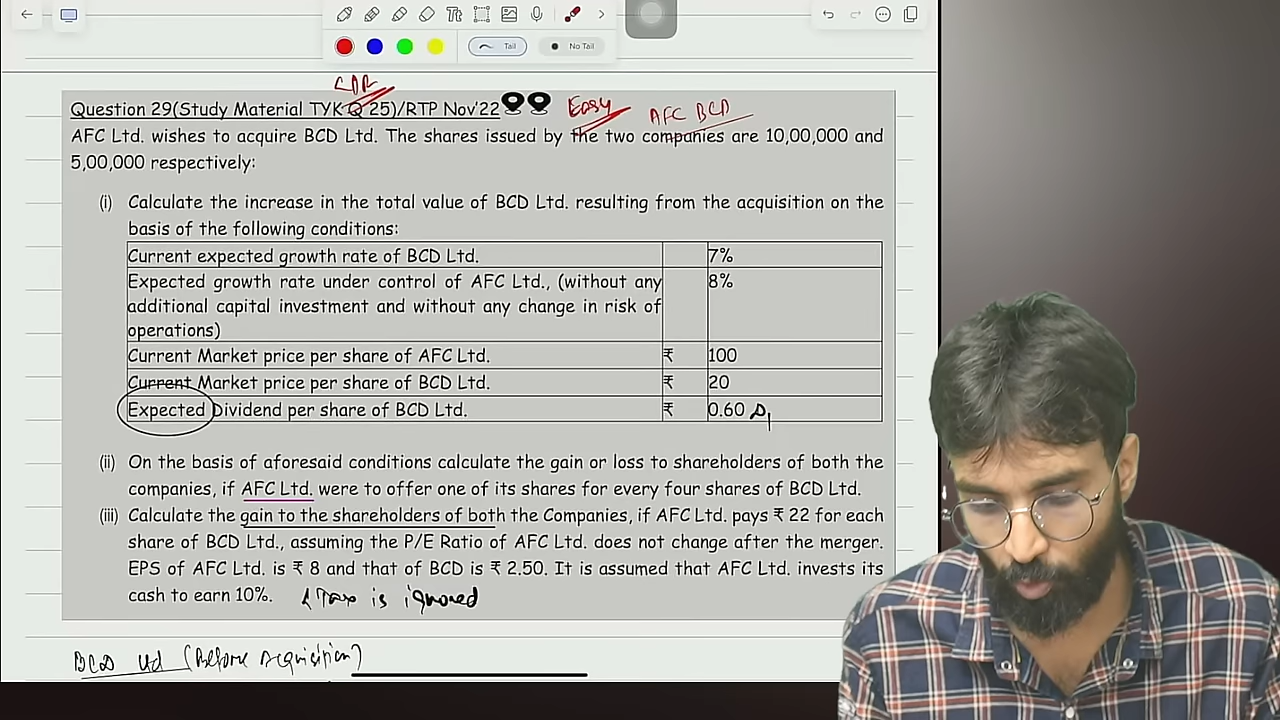 Tt
Tail
No Tail
CDR
Question 29(Study Material TYK Q 25)/RTP Nov'22
Easy
AFC BCD
AFC Ltd. wishes to acquire BCD Ltd. The shares issued by the two companies are 10,00,000 and
5,00,000 respectively:
(i) Calculate the increase in the total value of BCD Ltd. resulting from the acquisition on the
basis of the following conditions:
Current expected growth rate of BCD Ltd. 7%
Expected growth rate under control of AFC Ltd., (without any 8%
additional capital investment and without any change in risk of
operations)
Current Market price per share of AFC Ltd. ₹ 100
Current Market price per share of BCD Ltd. ₹ 20
Expected Dividend per share of BCD Ltd. ₹ 0.60 D1
(ii) On the basis of aforesaid conditions calculate the gain or loss to shareholders of both the
companies, if AFC Ltd. were to offer one of its shares for every four shares of BCD Ltd.
(iii) Calculate the gain to the shareholders of both the Companies, if AFC Ltd. pays ₹ 22 for each
share of BCD Ltd., assuming the P/E Ratio of AFC Ltd. does not change after the merger.
EPS of AFC Ltd. is ₹ 8 and that of BCD is ₹ 2.50. It is assumed that AFC Ltd. invests its
cash to earn 10%. Tax is ignored
BCD Ltd (Before Acquisition)